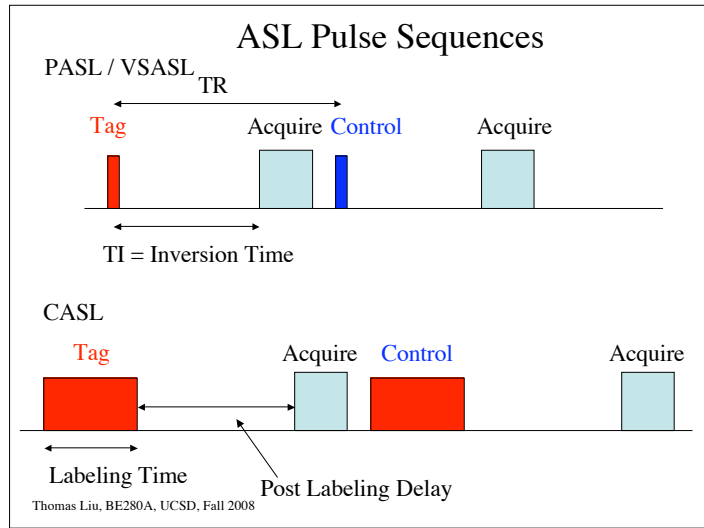 ASL Pulse Sequences
PASL / VSASL
TR
Tag
Acquire
Control
Acquire
TI = Inversion Time
CASL
Tag
Acquire
Control
Acquire
Labeling Time
Post Labeling Delay
Thomas Liu, BE280A, UCSD, Fall 2008